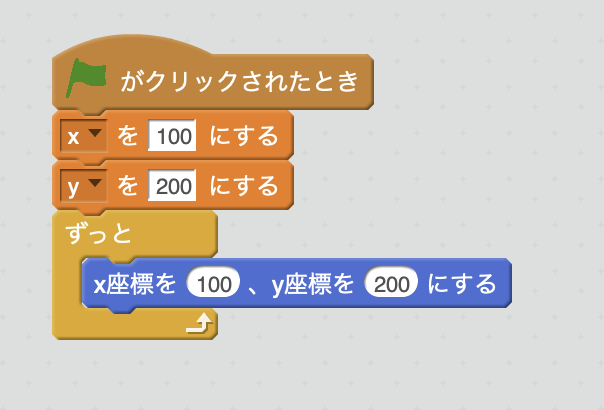 がクリックされたとき
x を 100 にする
y を 200 にする
ずっと
x座標を 100 、y座標を 200 にする